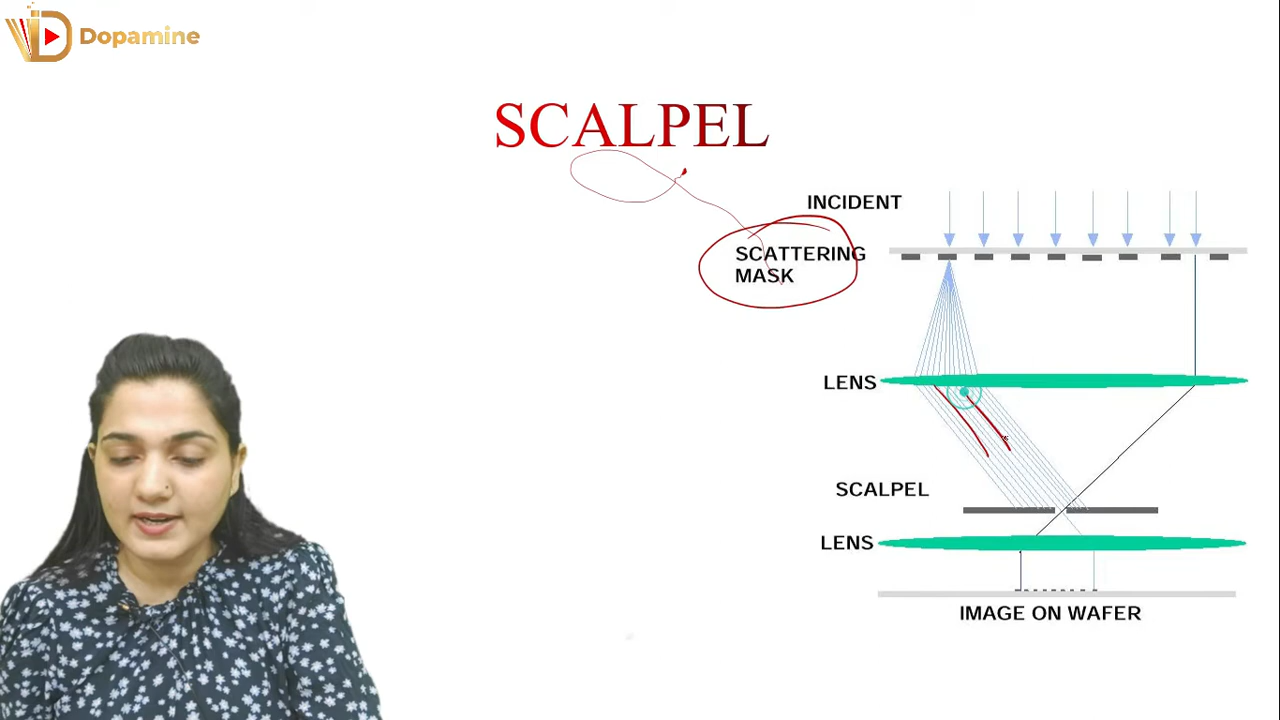 Dopamine
SCALPEL
INCIDENT
SCATTERING
MASK
LENS
SCALPEL
LENS
IMAGE ON WAFER